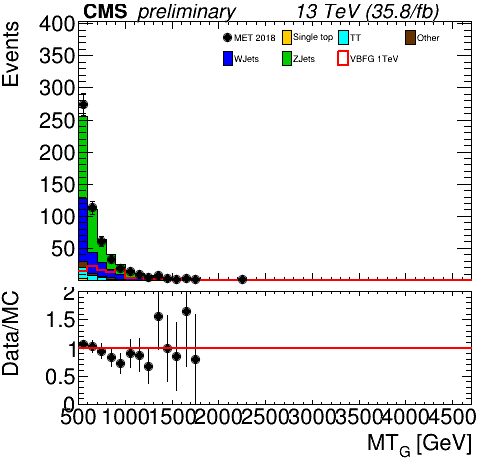 CMS preliminary 13 TeV (35.8/fb)
Events
400
350
300
250
200
150
100
50
MET 2018 Single top TT Other
WJets ZJets VBFG 1TeV
Data/MC
2
1.5
1
0.5
0
500 1000 1500 2000 2500 3000 3500 4000 4500
MT_G [GeV]